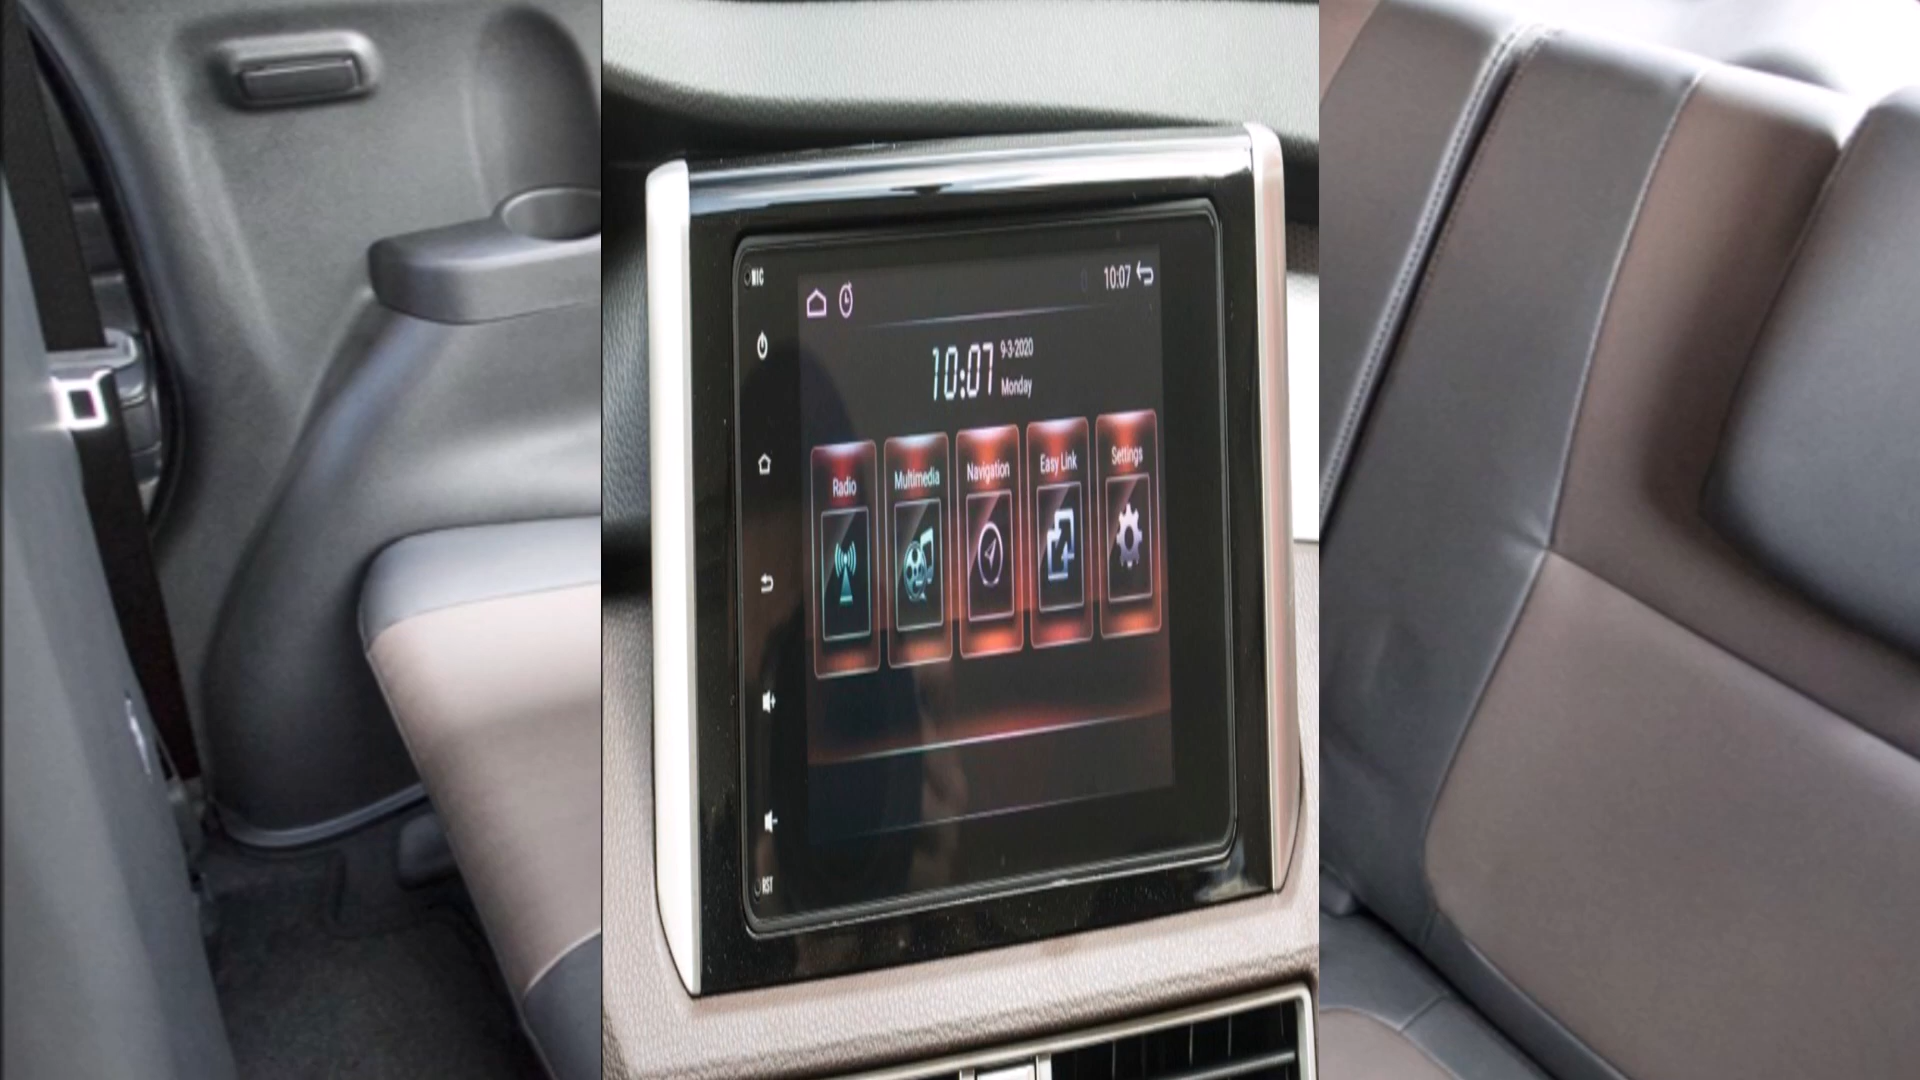 MIC
10:07
10:07
9-3-2020
Monday
Radio
Multimedia
Navigation
Easy Link
Settings
RST